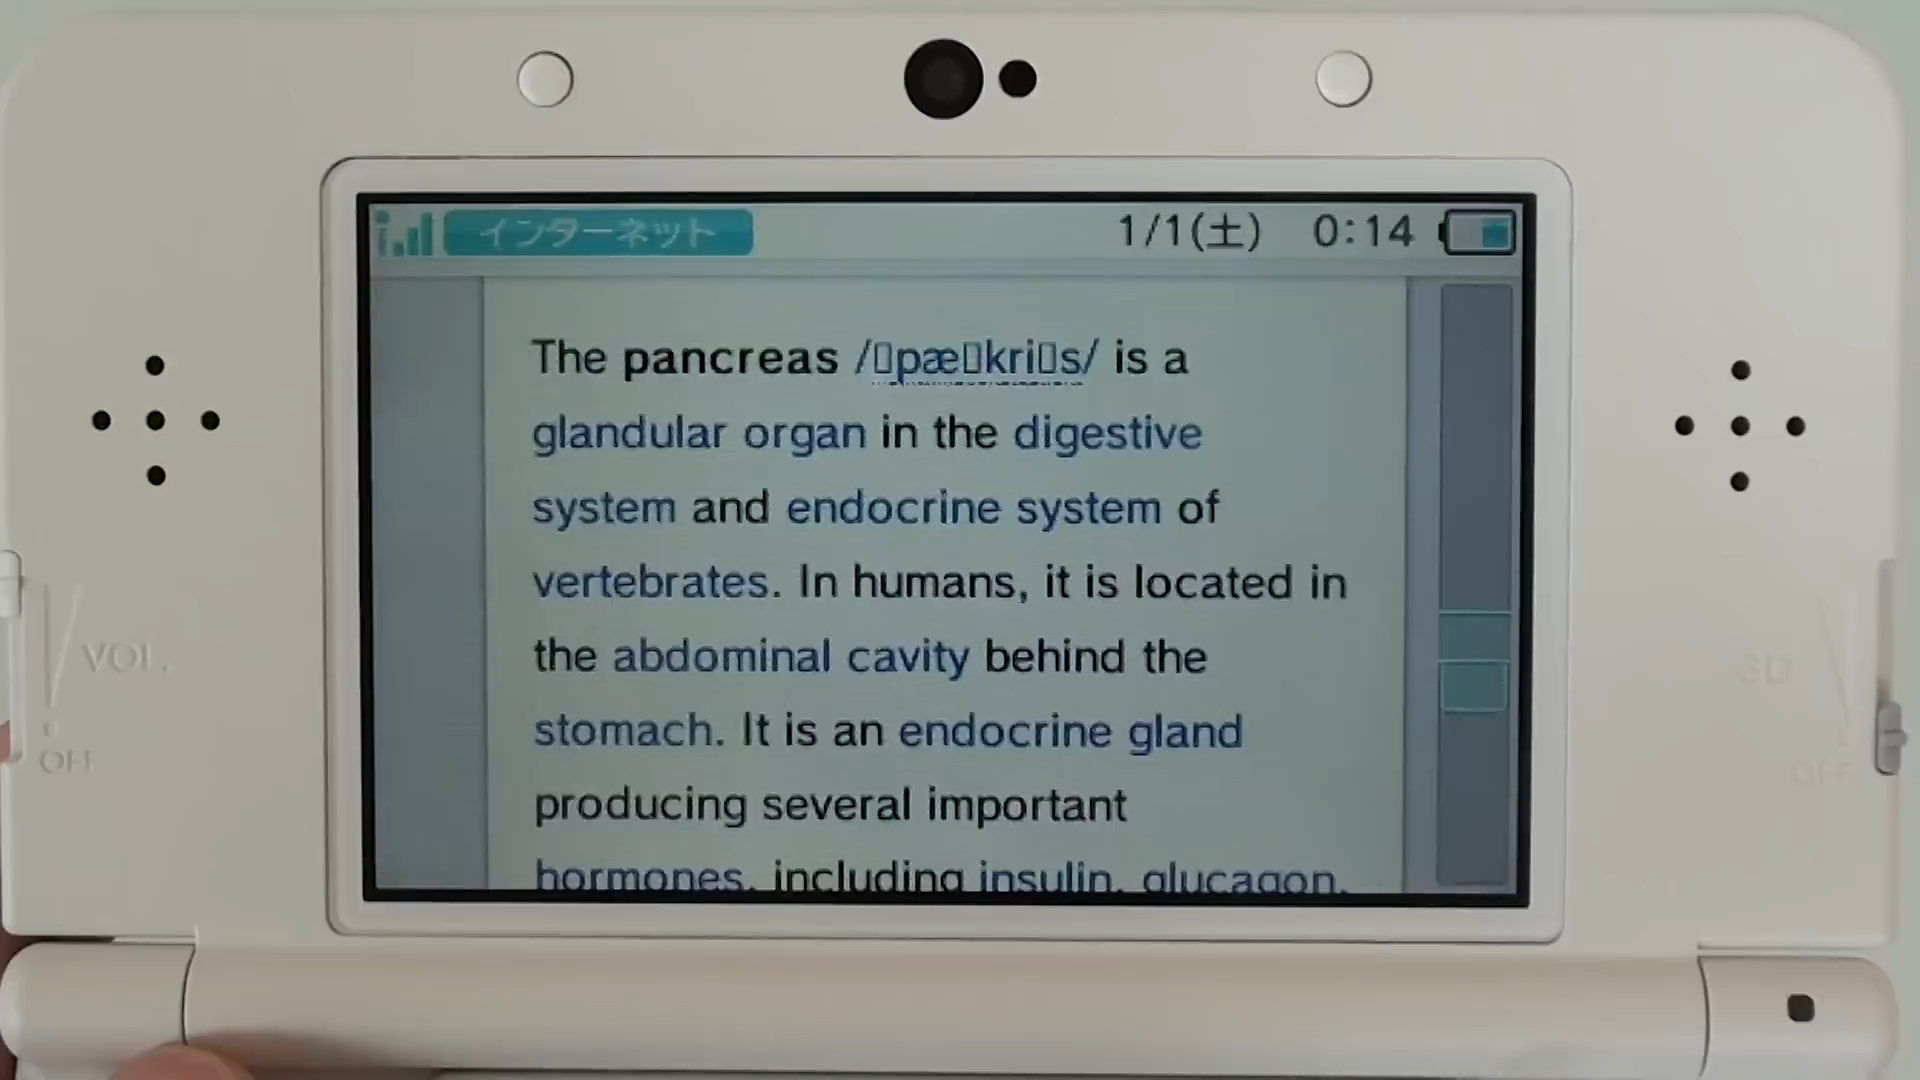 インターネット 1/1(土) 0:14
The pancreas /▯pæ▯kri▯s/ is a
glandular organ in the digestive
system and endocrine system of
vertebrates. In humans, it is located in
the abdominal cavity behind the
stomach. It is an endocrine gland
producing several important
hormones, including insulin, glucagon,
VOL.
OFF
3D
OFF